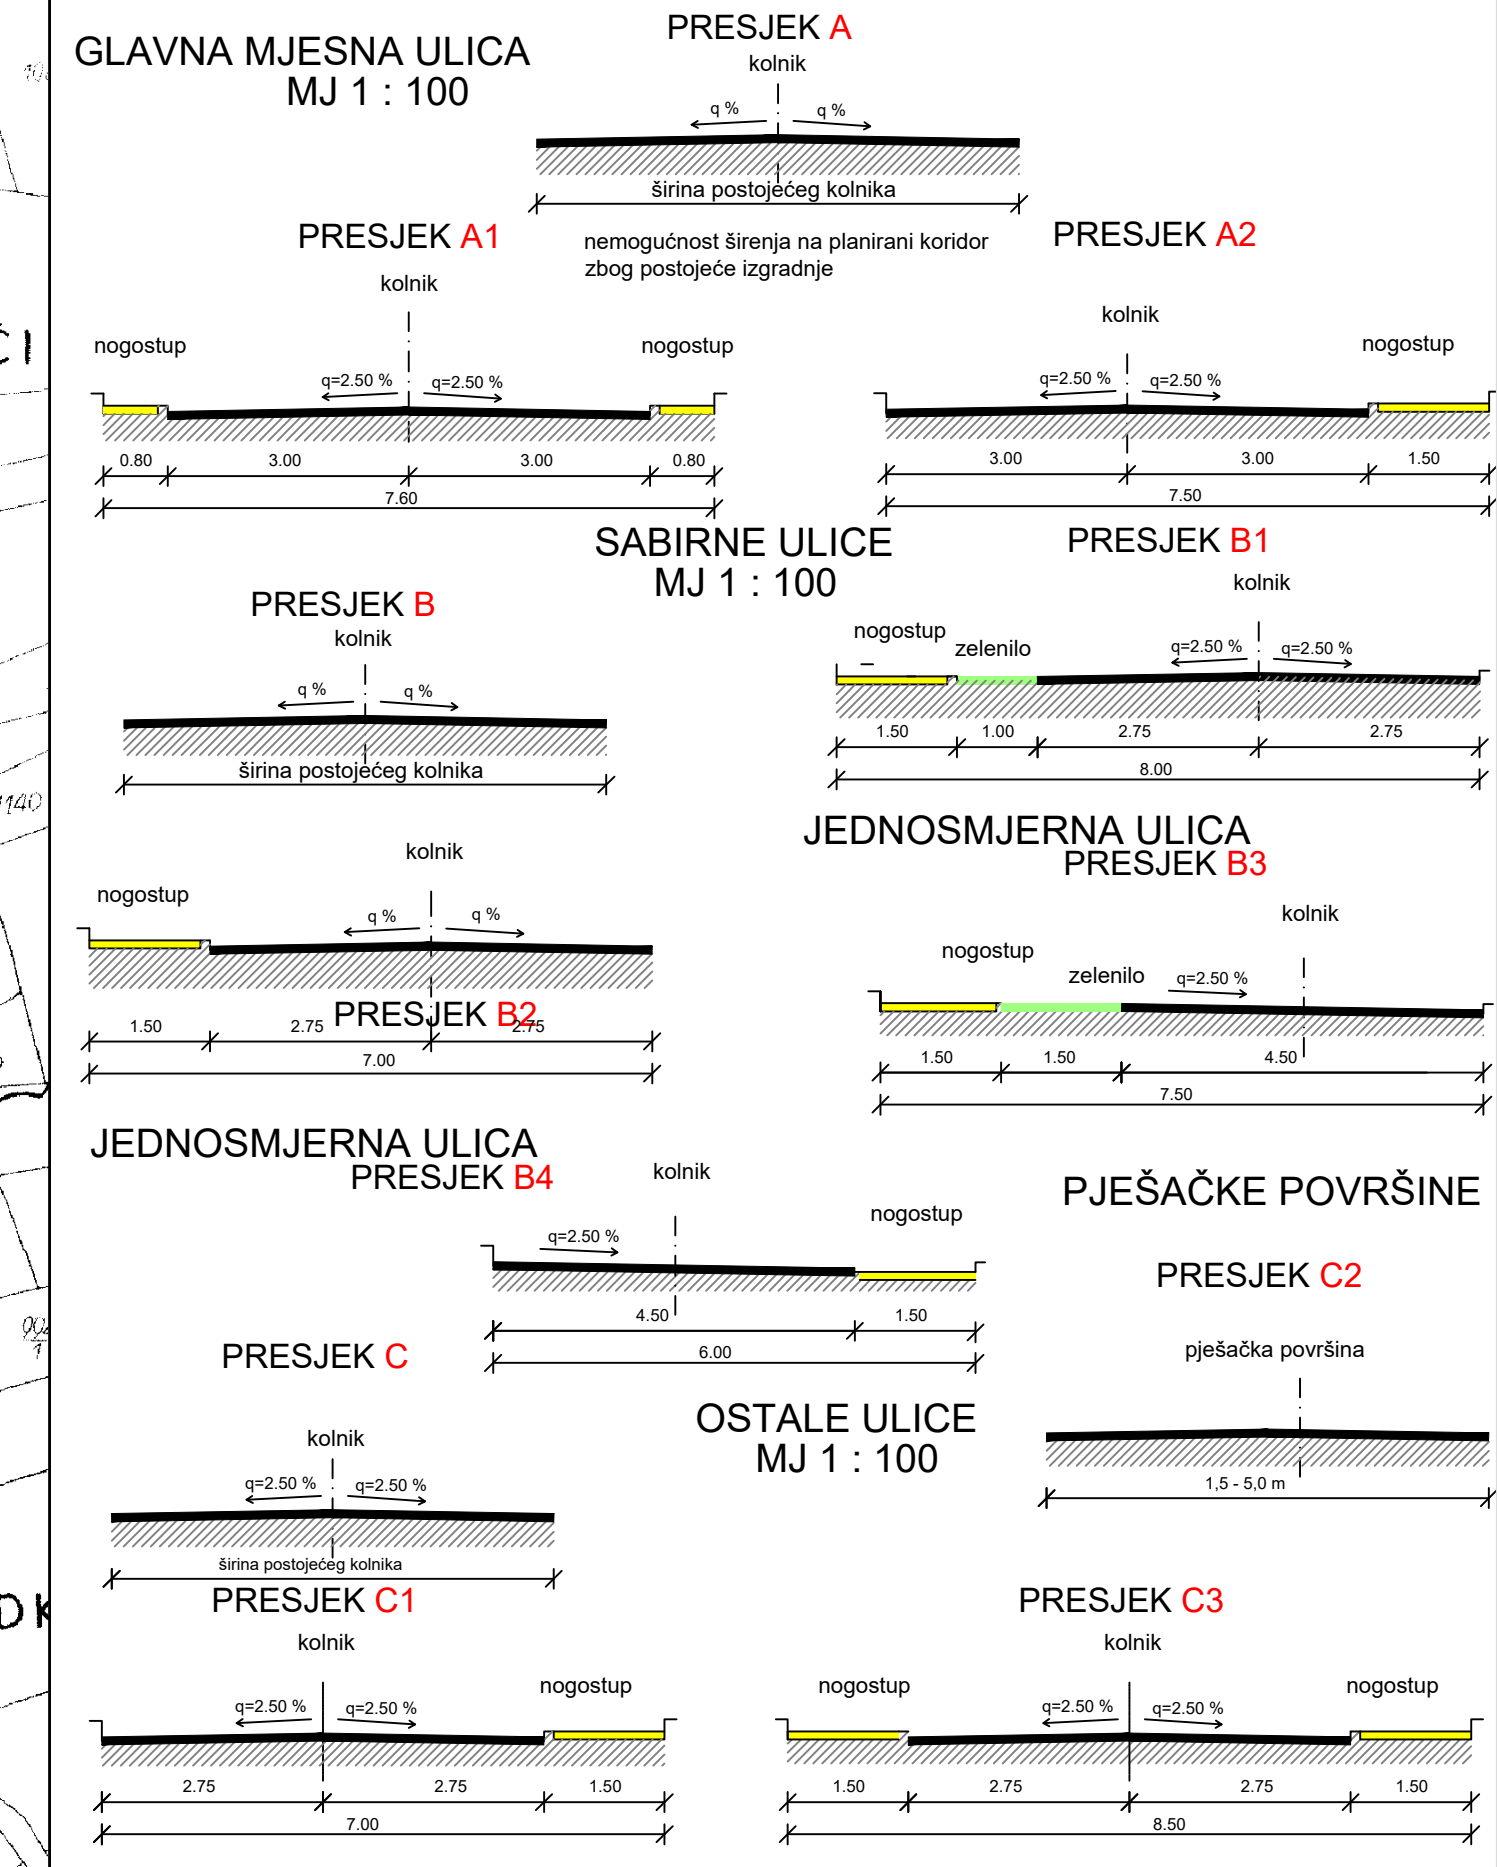 GLAVNA MJESNA ULICA
MJ 1 : 100
PRESJEK A
kolnik
q %
q %
širina postojećeg kolnika
nemogućnost širenja na planirani koridor
zbog postojeće izgradnje
PRESJEK A1
kolnik
nogostup
nogostup
q=2.50 %
q=2.50 %
0.80
3.00
3.00
0.80
7.60
PRESJEK A2
kolnik
nogostup
q=2.50 %
q=2.50 %
3.00
3.00
1.50
7.50
SABIRNE ULICE
MJ 1 : 100
PRESJEK B
kolnik
q %
q %
širina postojećeg kolnika
PRESJEK B1
kolnik
nogostup
zelenilo
q=2.50 %
q=2.50 %
1.50
1.00
2.75
2.75
8.00
kolnik
nogostup
q %
q %
PRESJEK B2
1.50
2.75
2.75
7.00
JEDNOSMJERNA ULICA
PRESJEK B3
kolnik
nogostup
zelenilo
q=2.50 %
1.50
1.50
4.50
7.50
JEDNOSMJERNA ULICA
PRESJEK B4
kolnik
nogostup
q=2.50 %
4.50
1.50
6.00
PJEŠAČKE POVRŠINE
PRESJEK C2
pješačka površina
1,5 - 5,0 m
OSTALE ULICE
MJ 1 : 100
PRESJEK C
kolnik
q=2.50 %
q=2.50 %
širina postojećeg kolnika
PRESJEK C1
kolnik
nogostup
q=2.50 %
q=2.50 %
2.75
2.75
1.50
7.00
PRESJEK C3
kolnik
nogostup
nogostup
q=2.50 %
q=2.50 %
1.50
2.75
2.75
1.50
8.50
1140